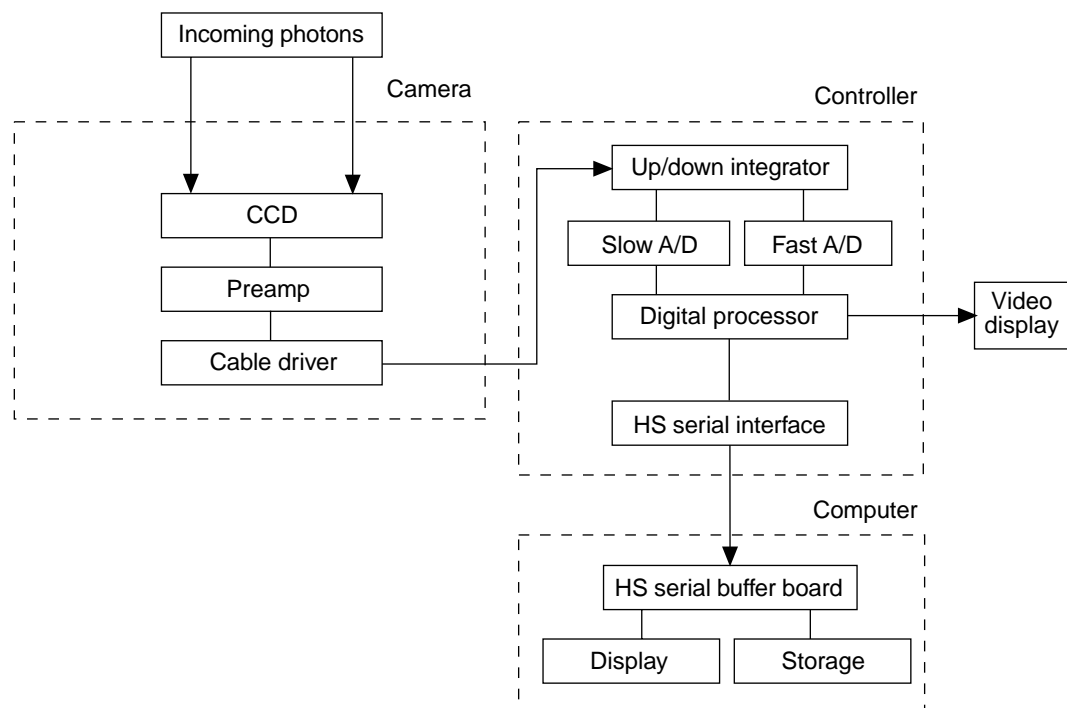 Incoming photons
Camera
Controller
Up/down integrator
CCD
Slow A/D
Fast A/D
Preamp
Digital processor
Video
display
Cable driver
HS serial interface
Computer
HS serial buffer board
Display
Storage